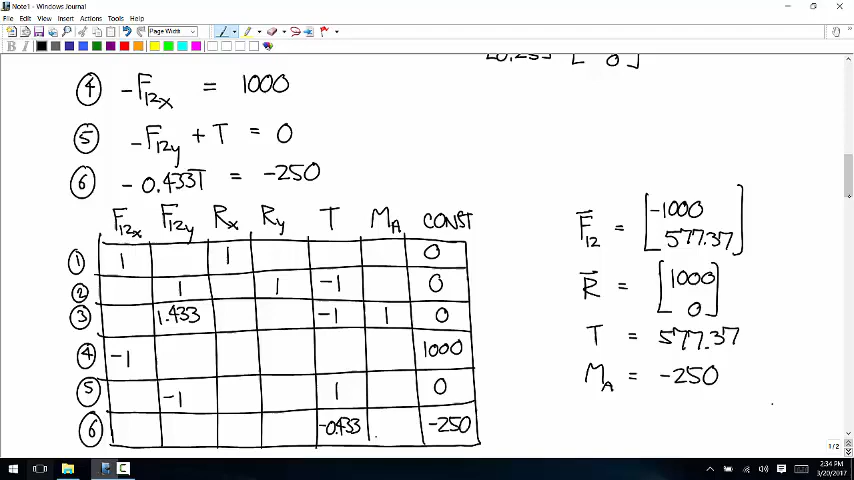 Note1 - Windows Journal
File Edit View Insert Actions Tools Help
Page Width
B I
④ -F12x = 1000
⑤ -F12y + T = 0
⑥ -0.433T = -250
F12x F12y Rx Ry T MA CONST
① 1 1 0
② 1 1 -1 0
③ 1.433 -1 1 0
④ -1 1000
⑤ -1 1 0
⑥ -0.433 -250
0
F12 = [-1000
577.37]
R = [1000
0]
T = 577.37
MA = -250
1/2
2:34 PM
3/20/2017